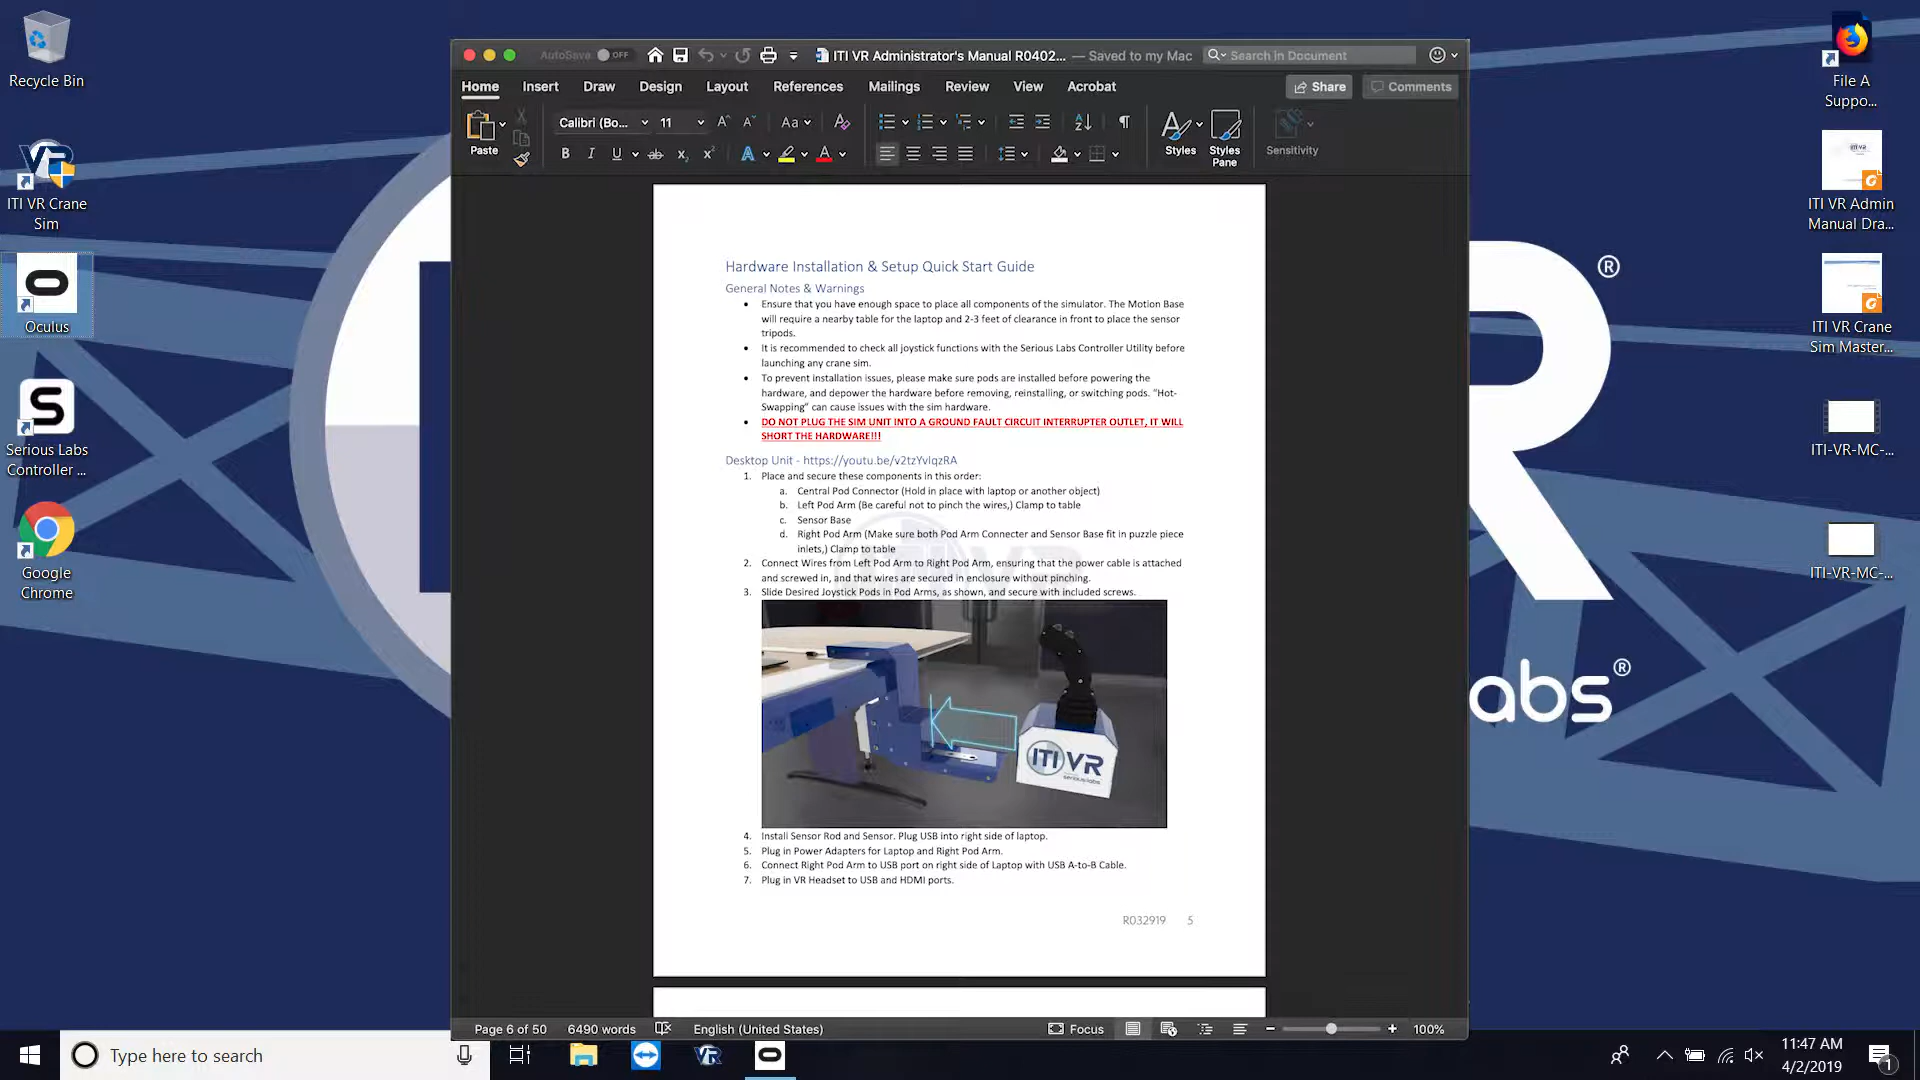 Recycle Bin
ITI VR Crane
Sim
Oculus
Serious Labs
Controller ...
Google
Chrome
AutoSave OFF
ITI VR Administrator's Manual R0402... — Saved to my Mac
Search in Document
Home Insert Draw Design Layout References Mailings Review View Acrobat
Share Comments
Paste
Calibri (Bo... 11
Styles
Styles
Pane
Sensitivity
Hardware Installation & Setup Quick Start Guide
General Notes & Warnings
• Ensure that you have enough space to place all components of the simulator. The Motion Base
will require a nearby table for the laptop and 2-3 feet of clearance in front to place the sensor
tripods.
• It is recommended to check all joystick functions with the Serious Labs Controller Utility before
launching any crane sim.
• To prevent installation issues, please make sure pods are installed before powering the
hardware, and depower the hardware before removing, reinstalling, or switching pods. "Hot-
Swapping" can cause issues with the sim hardware.
• DO NOT PLUG THE SIM UNIT INTO A GROUND FAULT CIRCUIT INTERRUPTER OUTLET, IT WILL
SHORT THE HARDWARE!!!
Desktop Unit - https://youtu.be/v2tzYvIqzRA
1. Place and secure these components in this order:
a. Central Pod Connector (Hold in place with laptop or another object)
b. Left Pod Arm (Be careful not to pinch the wires,) Clamp to table
c. Sensor Base
d. Right Pod Arm (Make sure both Pod Arm Connecter and Sensor Base fit in puzzle piece
inlets,) Clamp to table
2. Connect Wires from Left Pod Arm to Right Pod Arm, ensuring that the power cable is attached
and screwed in, and that wires are secured in enclosure without pinching.
3. Slide Desired Joystick Pods in Pod Arms, as shown, and secure with included screws.
ITI VR
serious labs
4. Install Sensor Rod and Sensor. Plug USB into right side of laptop.
5. Plug in Power Adapters for Laptop and Right Pod Arm.
6. Connect Right Pod Arm to USB port on right side of Laptop with USB A-to-B Cable.
7. Plug in VR Headset to USB and HDMI ports.
R032919 5
Page 6 of 50 6490 words English (United States)
Focus 100%
File A
Suppo...
ITI VR Admin
Manual Dra...
ITI VR Crane
Sim Master...
ITI-VR-MC-...
ITI-VR-MC-...
R®
abs®
Type here to search
11:47 AM
4/2/2019
1